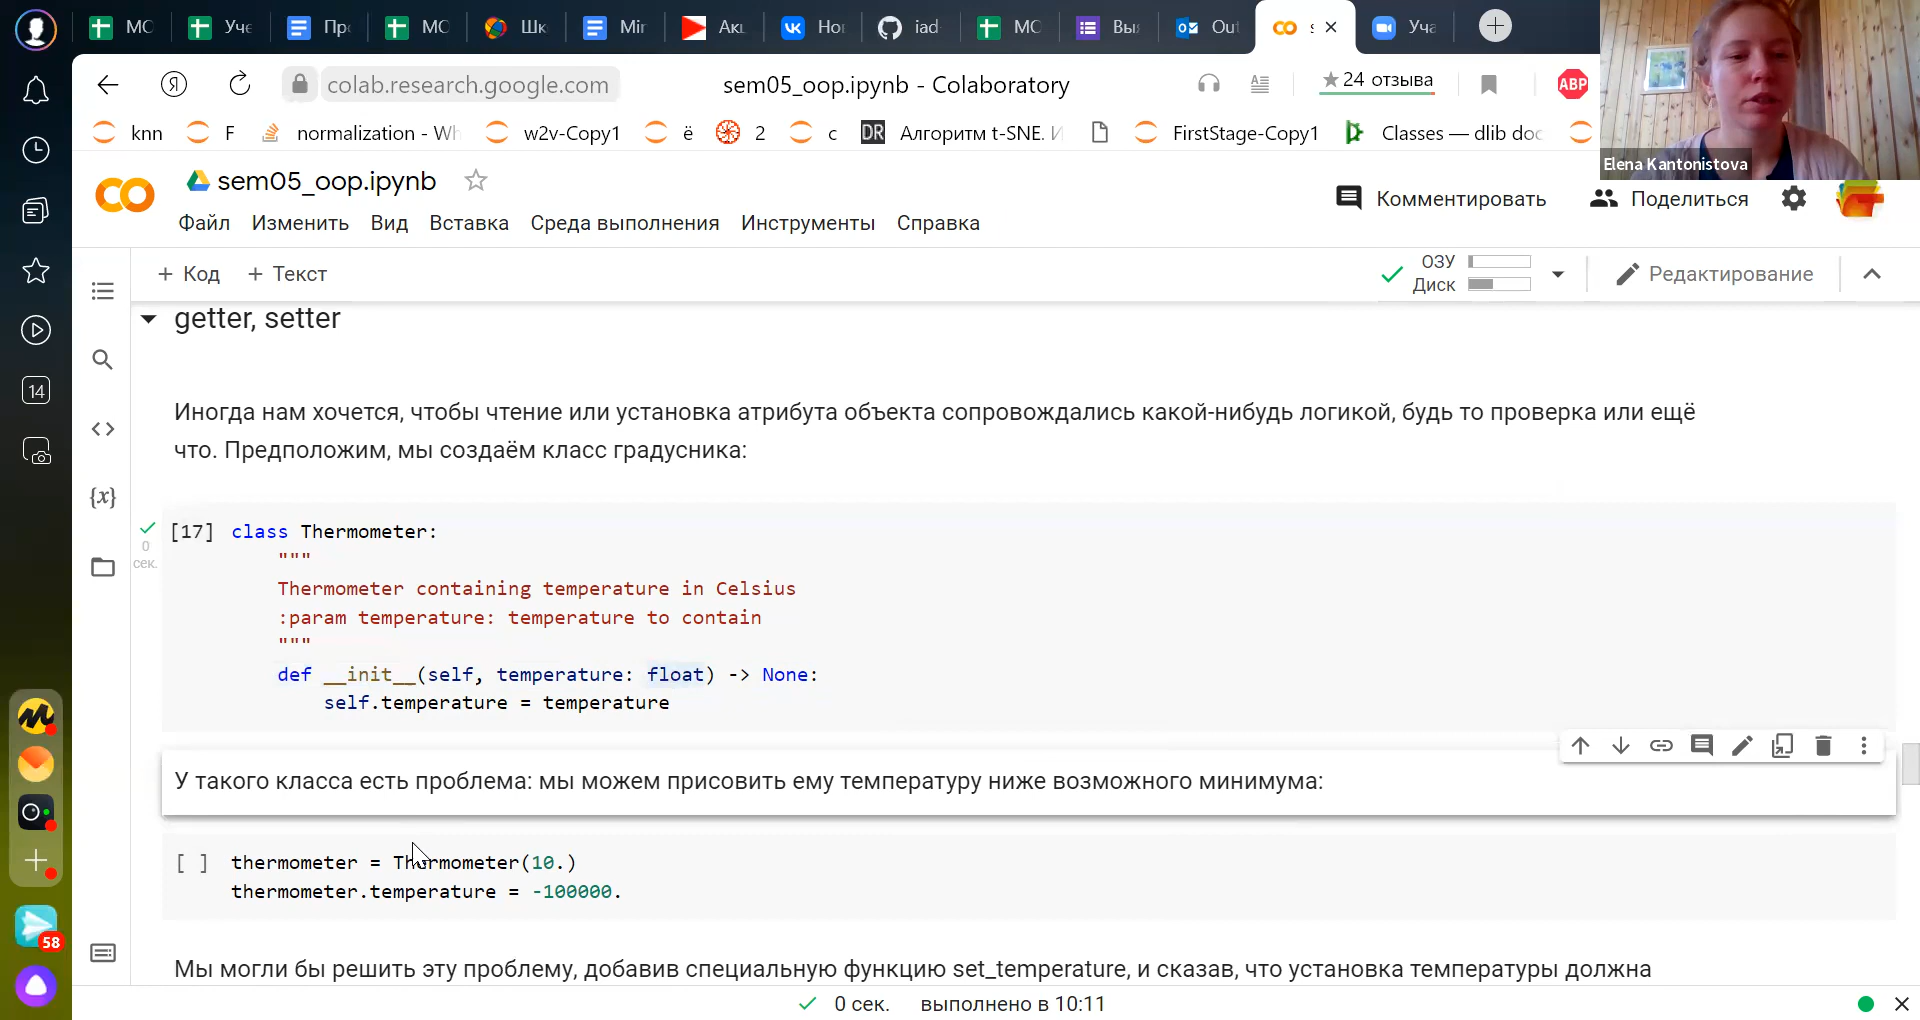 МС
Уче
Пр
МС
Шк
Mir
Акц
Но
iad
МС
Выя
Out
s
Уча
colab.research.google.com
sem05_oop.ipynb - Colaboratory
24 отзыва
ABP
knn
F
normalization - Wh
w2v-Copy1
ё
2
c
DR Алгоритм t-SNE. И
FirstStage-Copy1
Classes — dlib doc
Elena Kantonistova
sem05_oop.ipynb
Комментировать
Поделиться
Файл Изменить Вид Вставка Среда выполнения Инструменты Справка
+ Код + Текст
ОЗУ
Диск
Редактирование
getter, setter
14
Иногда нам хочется, чтобы чтение или установка атрибута объекта сопровождались какой-нибудь логикой, будь то проверка или ещё
что. Предположим, мы создаём класс градусника:
0
сек.
[17] class Thermometer:
"""
Thermometer containing temperature in Celsius
:param temperature: temperature to contain
"""
def __init__(self, temperature: float) -> None:
self.temperature = temperature
У такого класса есть проблема: мы можем присовить ему температуру ниже возможного минимума:
[ ] thermometer = Thermometer(10.)
thermometer.temperature = -100000.
58
Мы могли бы решить эту проблему, добавив специальную функцию set_temperature, и сказав, что установка температуры должна
0 сек. выполнено в 10:11